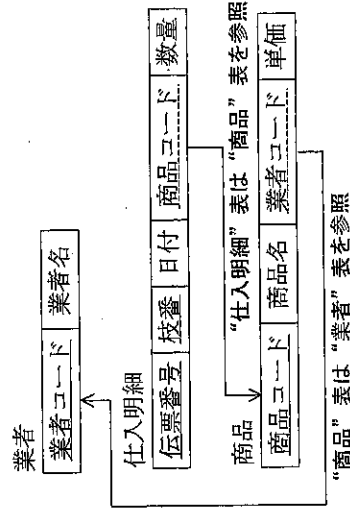 業者
業者コード 業者名
仕入明細
伝票番号 枝番 日付 商品コード 数量
“仕入明細” 表は “商品” 表を参照
商品
商品コード 商品名 業者コード 単価
“商品” 表は “業者” 表を参照